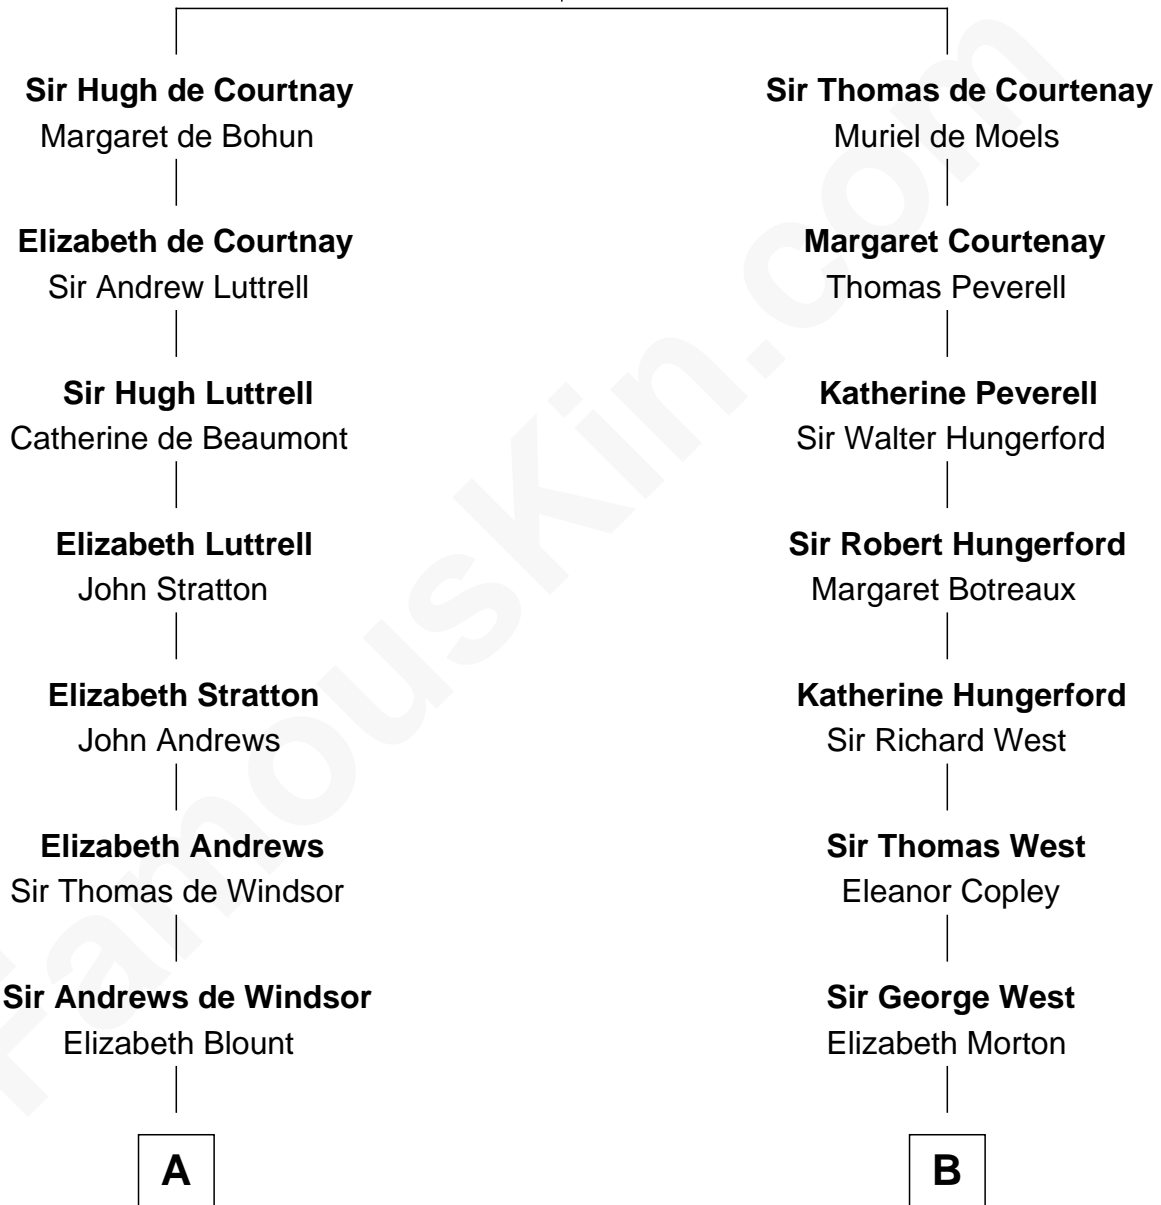 Sir Hugh de Courtnay
Margaret de Bohun
Elizabeth de Courtnay
Sir Andrew Luttrell
Sir Hugh Luttrell
Catherine de Beaumont
Elizabeth Luttrell
John Stratton
Elizabeth Stratton
John Andrews
Elizabeth Andrews
Sir Thomas de Windsor
Sir Andrews de Windsor
Elizabeth Blount
A
Sir Thomas de Courtenay
Muriel de Moels
Margaret Courtenay
Thomas Peverell
Katherine Peverell
Sir Walter Hungerford
Sir Robert Hungerford
Margaret Botreaux
Katherine Hungerford
Sir Richard West
Sir Thomas West
Eleanor Copley
Sir George West
Elizabeth Morton
B
FamousKin.com